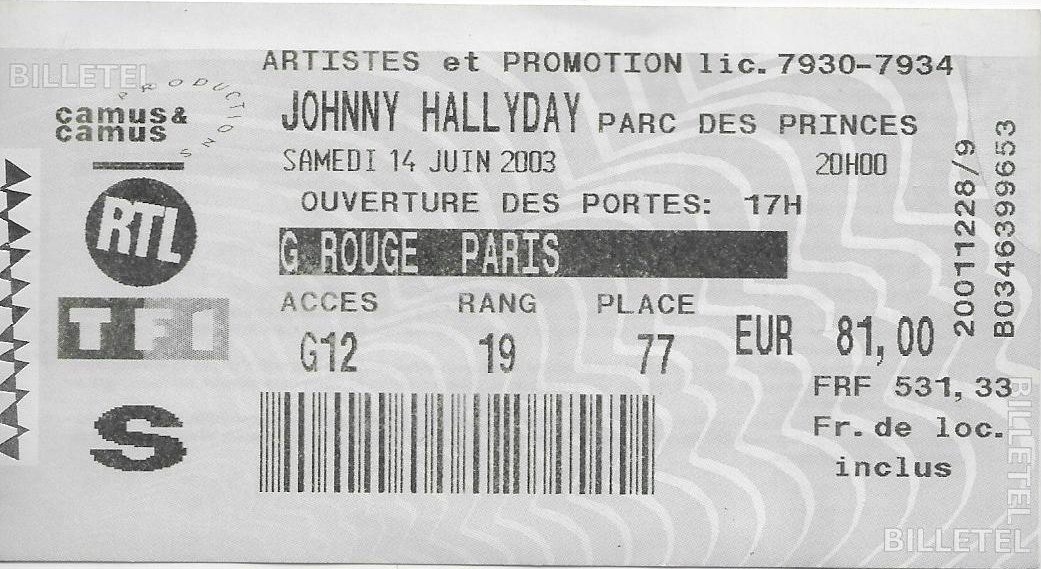 BILLETEL
ARTISTES et PROMOTION lic. 7930-7934
camus&
camus
PRODUCTIONS
JOHNNY HALLYDAY PARC DES PRINCES
SAMEDI 14 JUIN 2003 20H00
OUVERTURE DES PORTES: 17H
RTL
G ROUGE PARIS
ACCES RANG PLACE
G12 19 77
EUR 81,00
TF1
FRF 531,33
Fr. de loc.
inclus
S
20011228/9
B0346399653
BILLETEL
BILLETEL